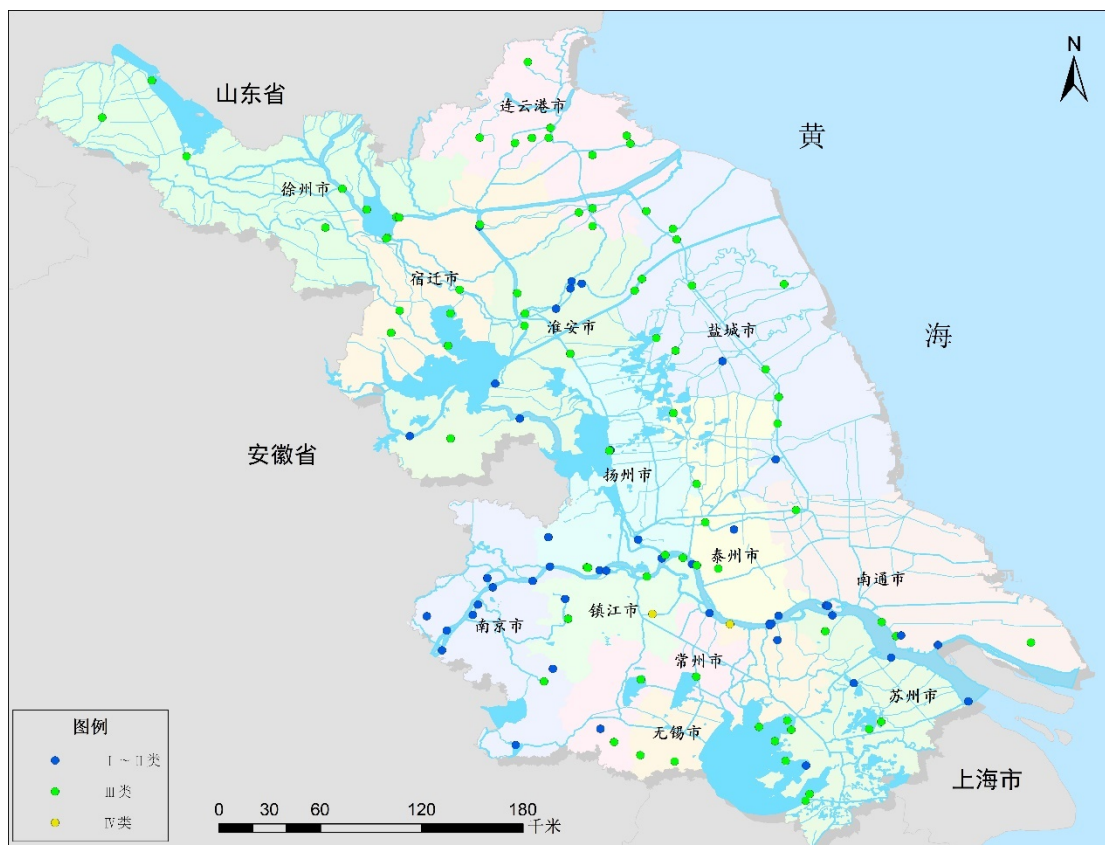 N
山东省
连云港市
黄
徐州市
海
宿迁市
淮安市
盐城市
安徽省
扬州市
泰州市
南通市
镇江市
南京市
常州市
苏州市
无锡市
上海市
图例
Ⅰ~Ⅱ类
Ⅲ类
Ⅳ类
0 30 60 120 180
千米